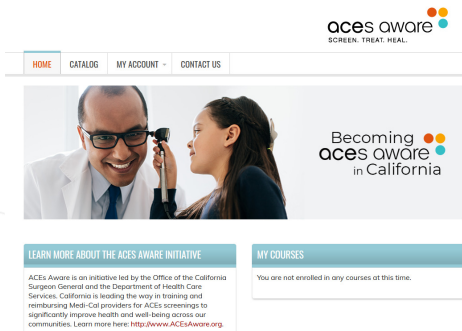 aces aware
SCREEN. TREAT. HEAL.
HOME CATALOG MY ACCOUNT CONTACT US
Becoming
aces aware
in California
LEARN MORE ABOUT THE ACES AWARE INITIATIVE
ACEs Aware is an initiative led by the Office of the California
Surgeon General and the Department of Health Care
Services. California is leading the way in training and
reimbursing Medi-Cal providers for ACEs screenings to
significantly improve health and well-being across our
communities. Learn more here: http://www.ACEsAware.org.
MY COURSES
You are not enrolled in any courses at this time.